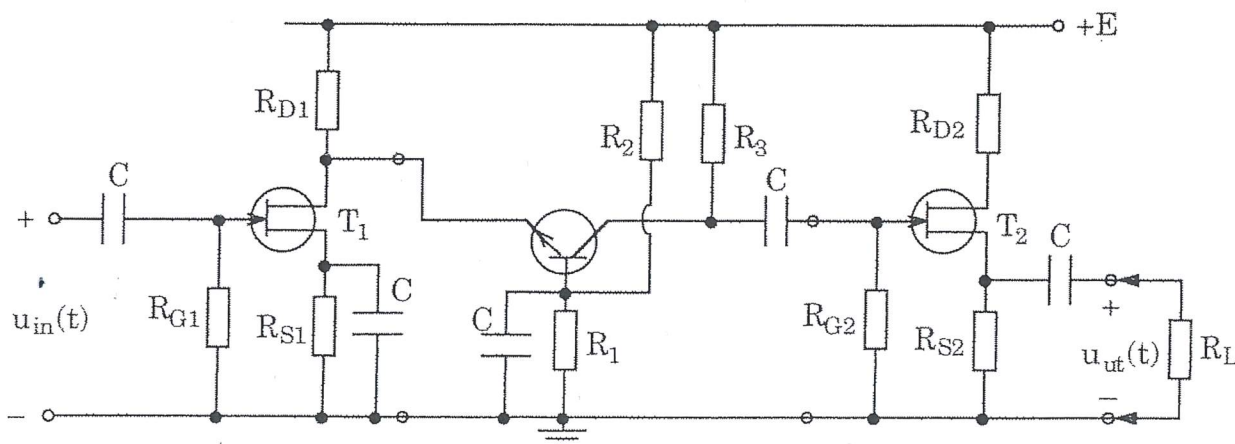 +E
R_D1
R_2
R_3
R_D2
C
C
+
T_1
T_2
C
C
u_in(t)
R_G1
R_S1
C
R_1
R_G2
R_S2
+
u_ut(t)
R_L
−
−